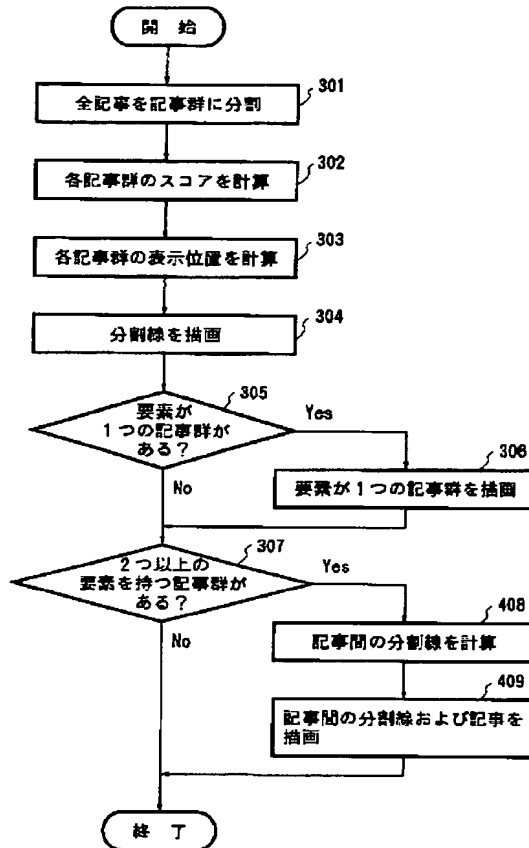 開 始
301
全記事を記事群に分割
302
各記事群のスコアを計算
303
各記事群の表示位置を計算
304
分割線を描画
305
要素が
1つの記事群が
ある?
Yes
No
306
要素が1つの記事群を描画
307
2つ以上の
要素を持つ記事群が
ある?
Yes
No
408
記事間の分割線を計算
409
記事間の分割線および記事を
描画
終 了